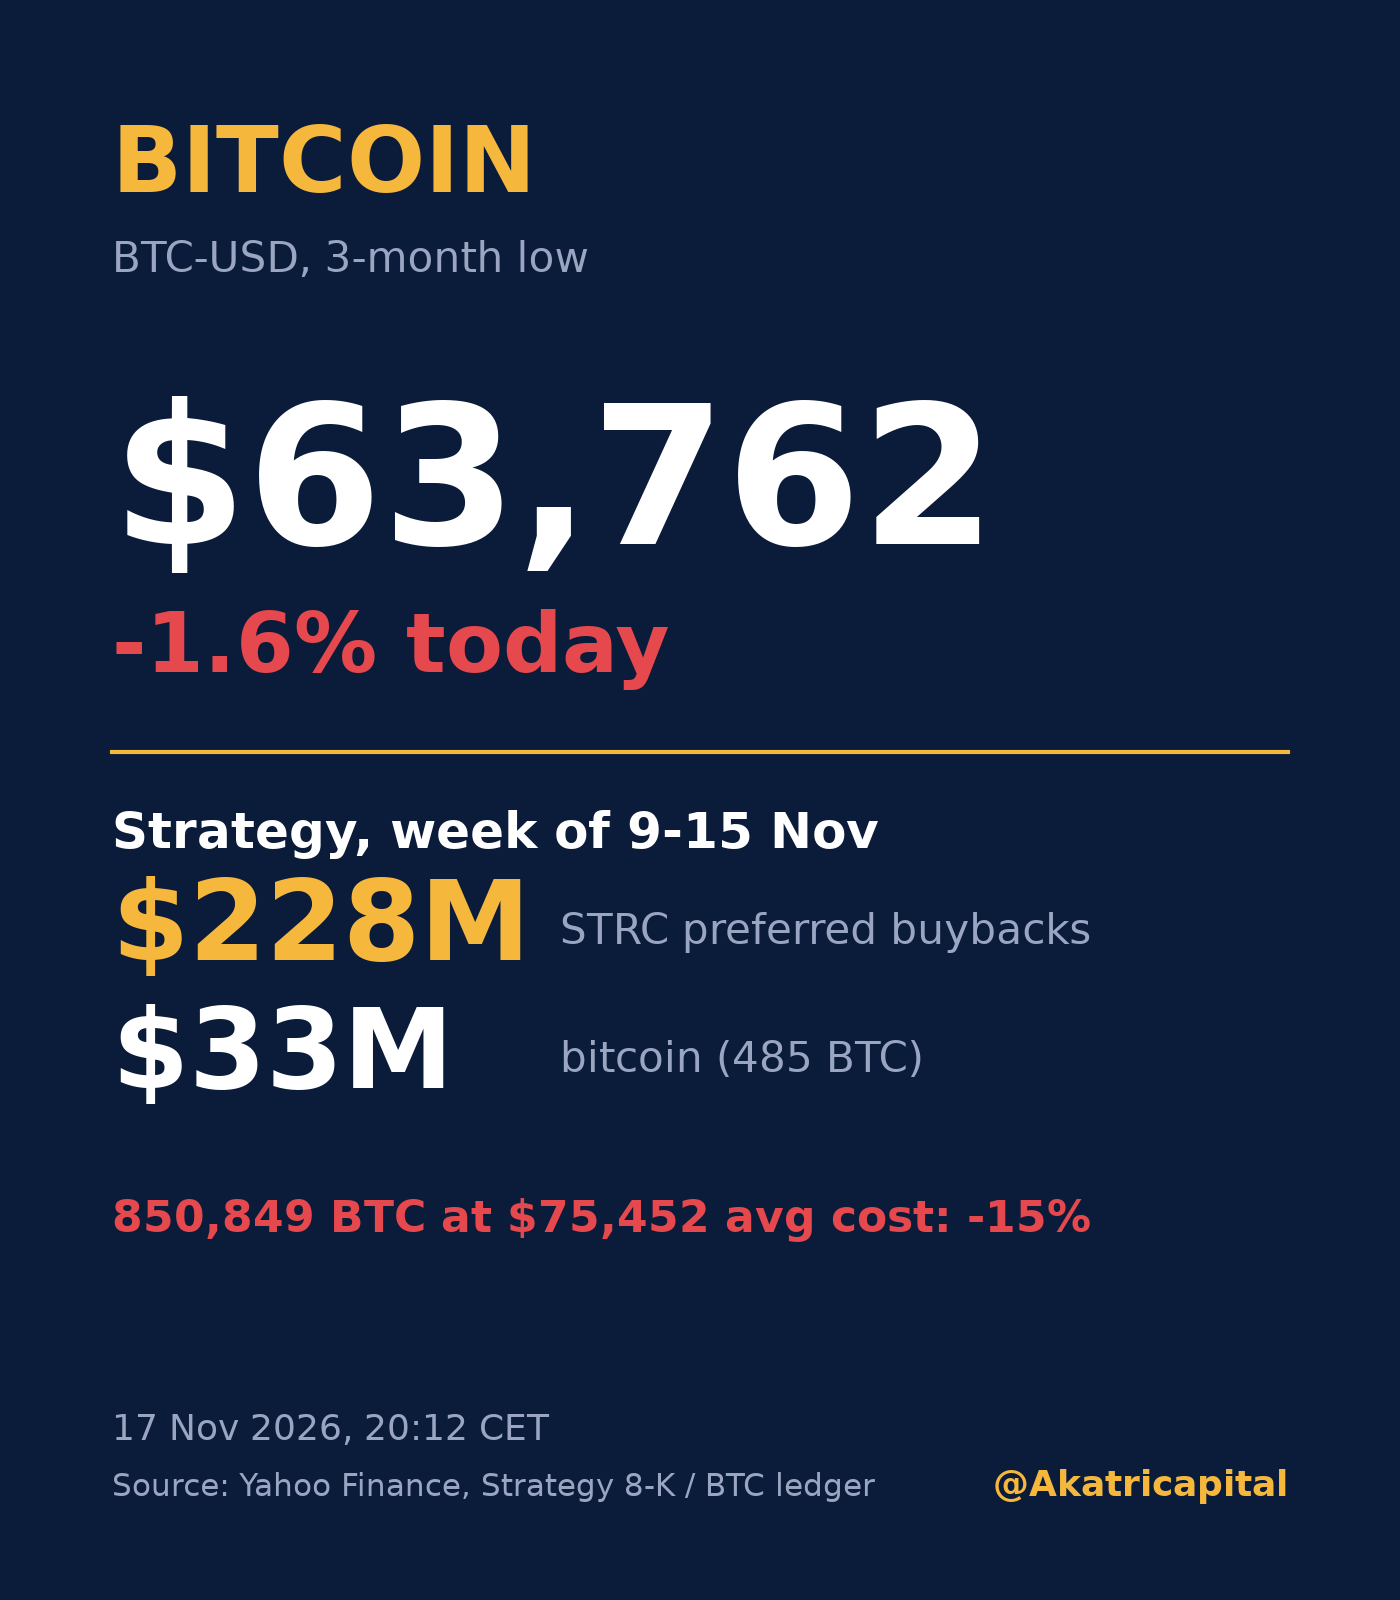 BITCOIN
BTC-USD, 3-month low
$63,762
-1.6% today
Strategy, week of 9-15 Nov
$228M STRC preferred buybacks
$33M bitcoin (485 BTC)
850,849 BTC at $75,452 avg cost: -15%
17 Nov 2026, 20:12 CET
Source: Yahoo Finance, Strategy 8-K / BTC ledger @Akatricapital